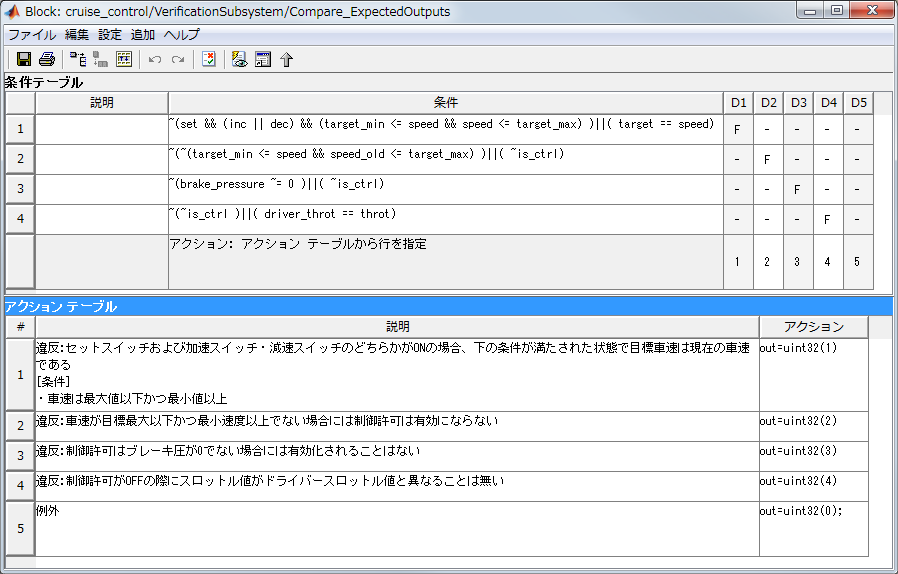 Block: cruise_control/VerificationSubsystem/Compare_ExpectedOutputs
ファイル 編集 設定 追加 ヘルプ
条件テーブル
説明 条件 D1 D2 D3 D4 D5
1 ~(set && (inc || dec) && (target_min <= speed && speed <= target_max) )||( target == speed) F - - - -
2 ~(~(target_min <= speed && speed_old <= target_max) )||( ~is_ctrl) - F - - -
3 ~(brake_pressure ~= 0 )||( ~is_ctrl) - - F - -
4 ~(~is_ctrl )||( driver_throt == throt) - - - F -
アクション: アクション テーブルから行を指定 1 2 3 4 5
アクション テーブル
# 説明 アクション
1 違反:セットスイッチおよび加速スイッチ・減速スイッチのどちらかがONの場合、下の条件が満たされた状態で目標車速は現在の車速 out=uint32(1)
である
[条件]
・車速は最大値以下かつ最小値以上
2 違反:車速が目標最大以下かつ最小速度以上でない場合には制御許可は有効にならない out=uint32(2)
3 違反:制御許可はブレーキ圧が0でない場合には有効化されることはない out=uint32(3)
4 違反:制御許可がOFFの際にスロットル値がドライバースロットル値と異なることは無い out=uint32(4)
5 例外 out=uint32(0);